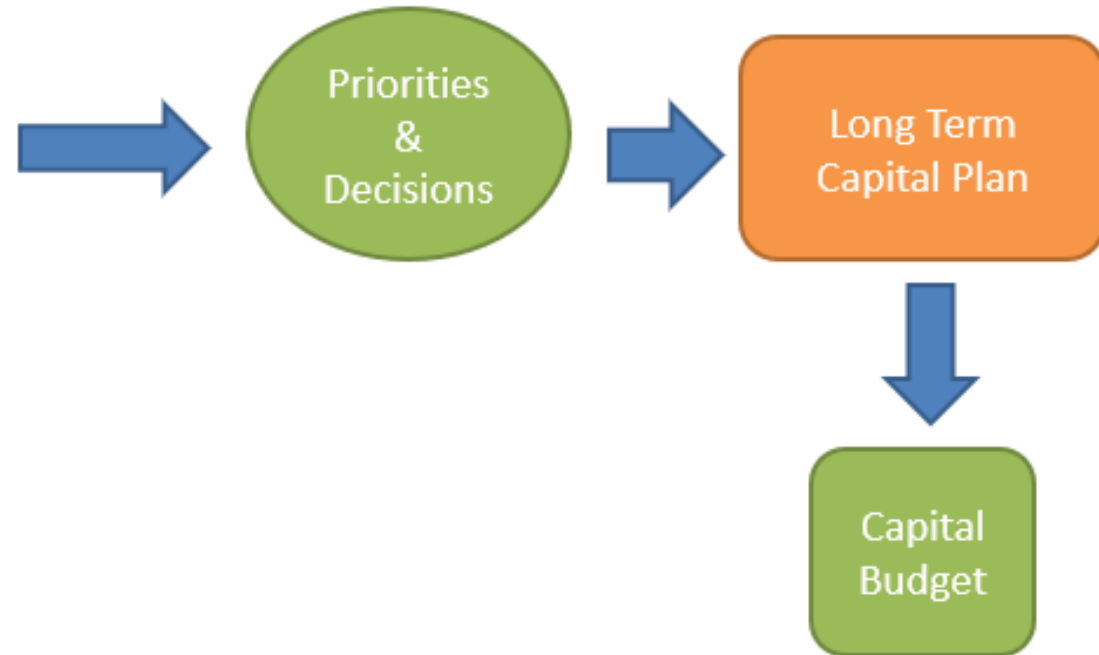 Priorities
&
Decisions
Long Term
Capital Plan
Capital
Budget